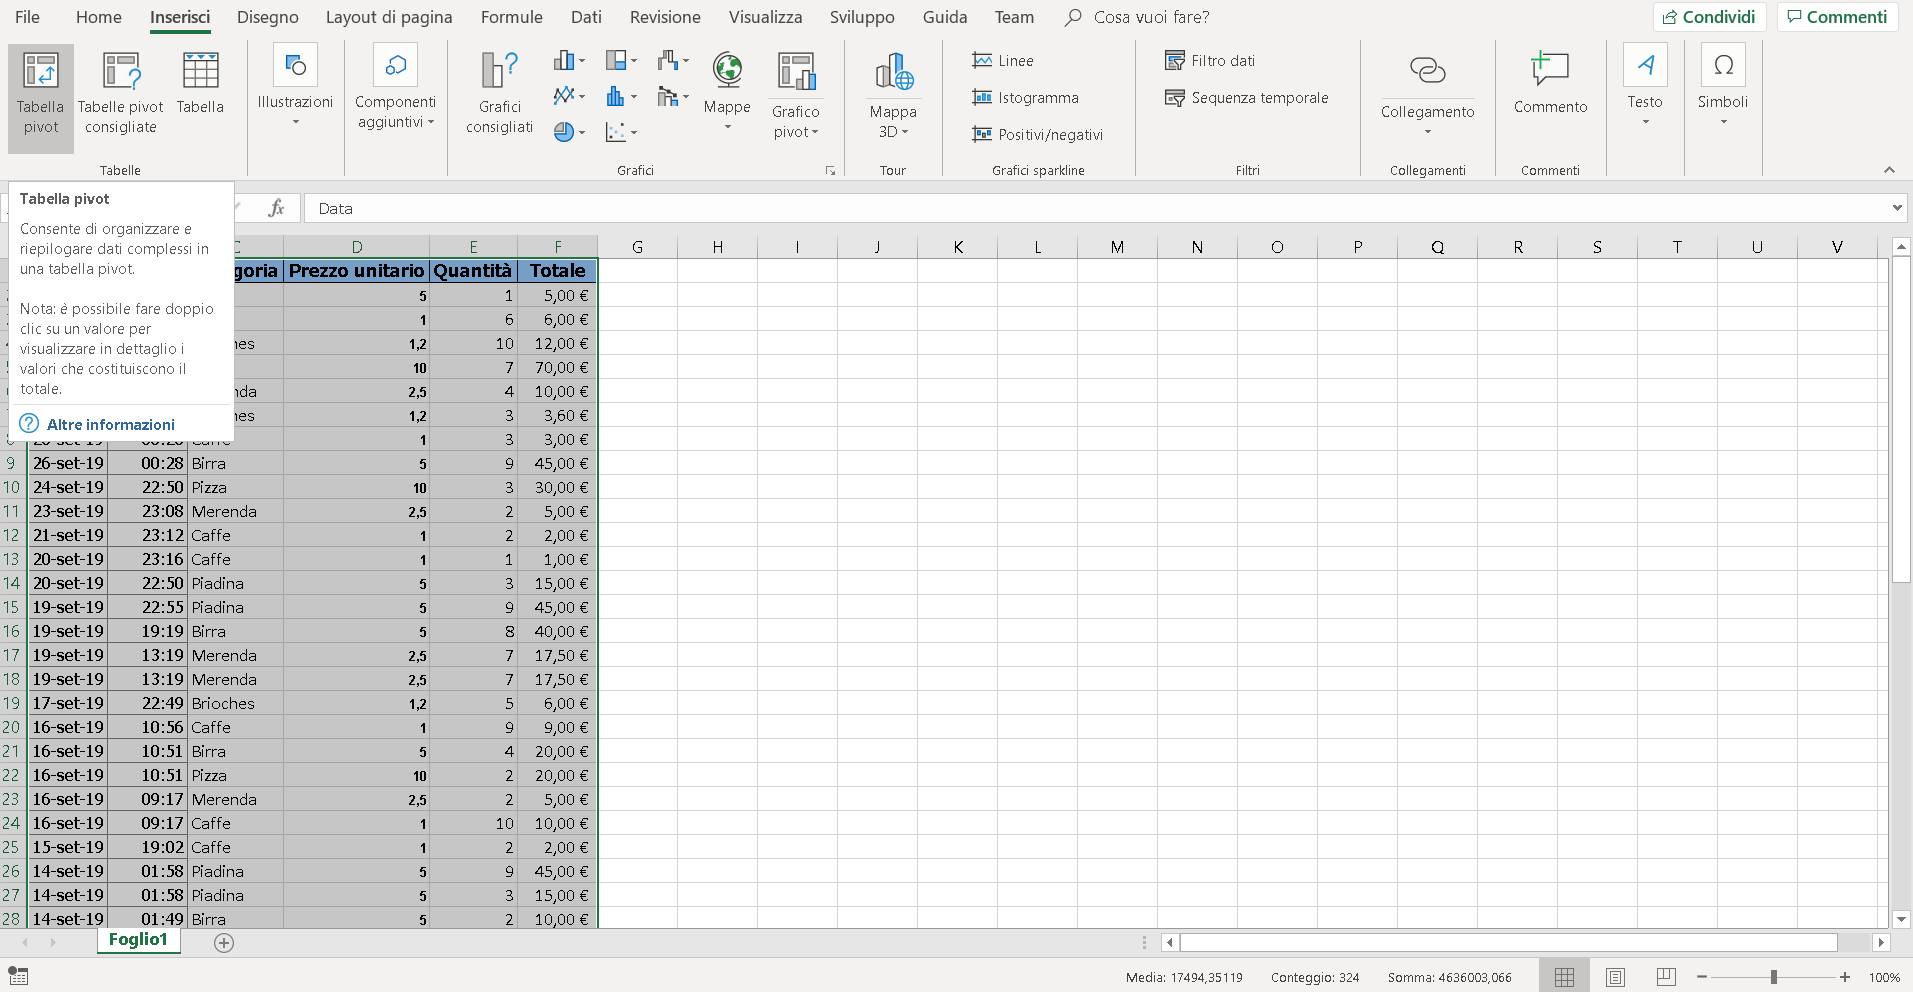 File Home Inserisci Disegno Layout di pagina Formule Dati Revisione Visualizza Sviluppo Guida Team Cosa vuoi fare? Condividi Commenti
Tabella pivot
Tabelle pivot consigliate
Tabella
Illustrazioni
Componenti aggiuntivi
Grafici consigliati
Mappe
Grafico pivot
Mappa 3D
Linee
Istogramma
Positivi/negativi
Filtro dati
Sequenza temporale
Collegamento
Commento
Testo
Simboli
Tabelle Grafici Tour Grafici sparkline Filtri Collegamenti Commenti
Tabella pivot
Consente di organizzare e
riepilogare dati complessi in
una tabella pivot.
Nota: è possibile fare doppio
clic su un valore per
visualizzare in dettaglio i
valori che costituiscono il
totale.
Altre informazioni
fx Data
C D E F G H I J K L M N O P Q R S T U V
goria Prezzo unitario Quantità Totale
5 1 5,00 €
1 6 6,00 €
nes 1,2 10 12,00 €
10 7 70,00 €
nda 2,5 4 10,00 €
nes 1,2 3 3,60 €
1 3 3,00 €
9 26-set-19 00:28 Birra 5 9 45,00 €
10 24-set-19 22:50 Pizza 10 3 30,00 €
11 23-set-19 23:08 Merenda 2,5 2 5,00 €
12 21-set-19 23:12 Caffe 1 2 2,00 €
13 20-set-19 23:16 Caffe 1 1 1,00 €
14 20-set-19 22:50 Piadina 5 3 15,00 €
15 19-set-19 22:55 Piadina 5 9 45,00 €
16 19-set-19 19:19 Birra 5 8 40,00 €
17 19-set-19 13:19 Merenda 2,5 7 17,50 €
18 19-set-19 13:19 Merenda 2,5 7 17,50 €
19 17-set-19 22:49 Brioches 1,2 5 6,00 €
20 16-set-19 10:56 Caffe 1 9 9,00 €
21 16-set-19 10:51 Birra 5 4 20,00 €
22 16-set-19 10:51 Pizza 10 2 20,00 €
23 16-set-19 09:17 Merenda 2,5 2 5,00 €
24 16-set-19 09:17 Caffe 1 10 10,00 €
25 15-set-19 19:02 Caffe 1 2 2,00 €
26 14-set-19 01:58 Piadina 5 9 45,00 €
27 14-set-19 01:58 Piadina 5 3 15,00 €
28 14-set-19 01:49 Birra 5 2 10,00 €
Foglio1
Media: 17494,35119 Conteggio: 324 Somma: 4636003,066 100%